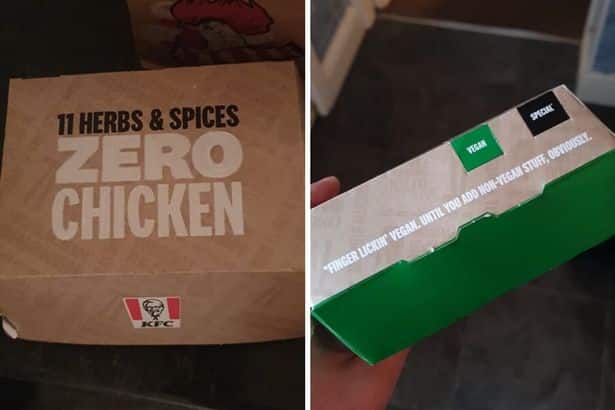 11 HERBS & SPICES
ZERO
CHICKEN
KFC
VEGAN
SPECIAL
"FINGER LICKIN' VEGAN. UNTIL YOU ADD NON-VEGAN STUFF, OBVIOUSLY.